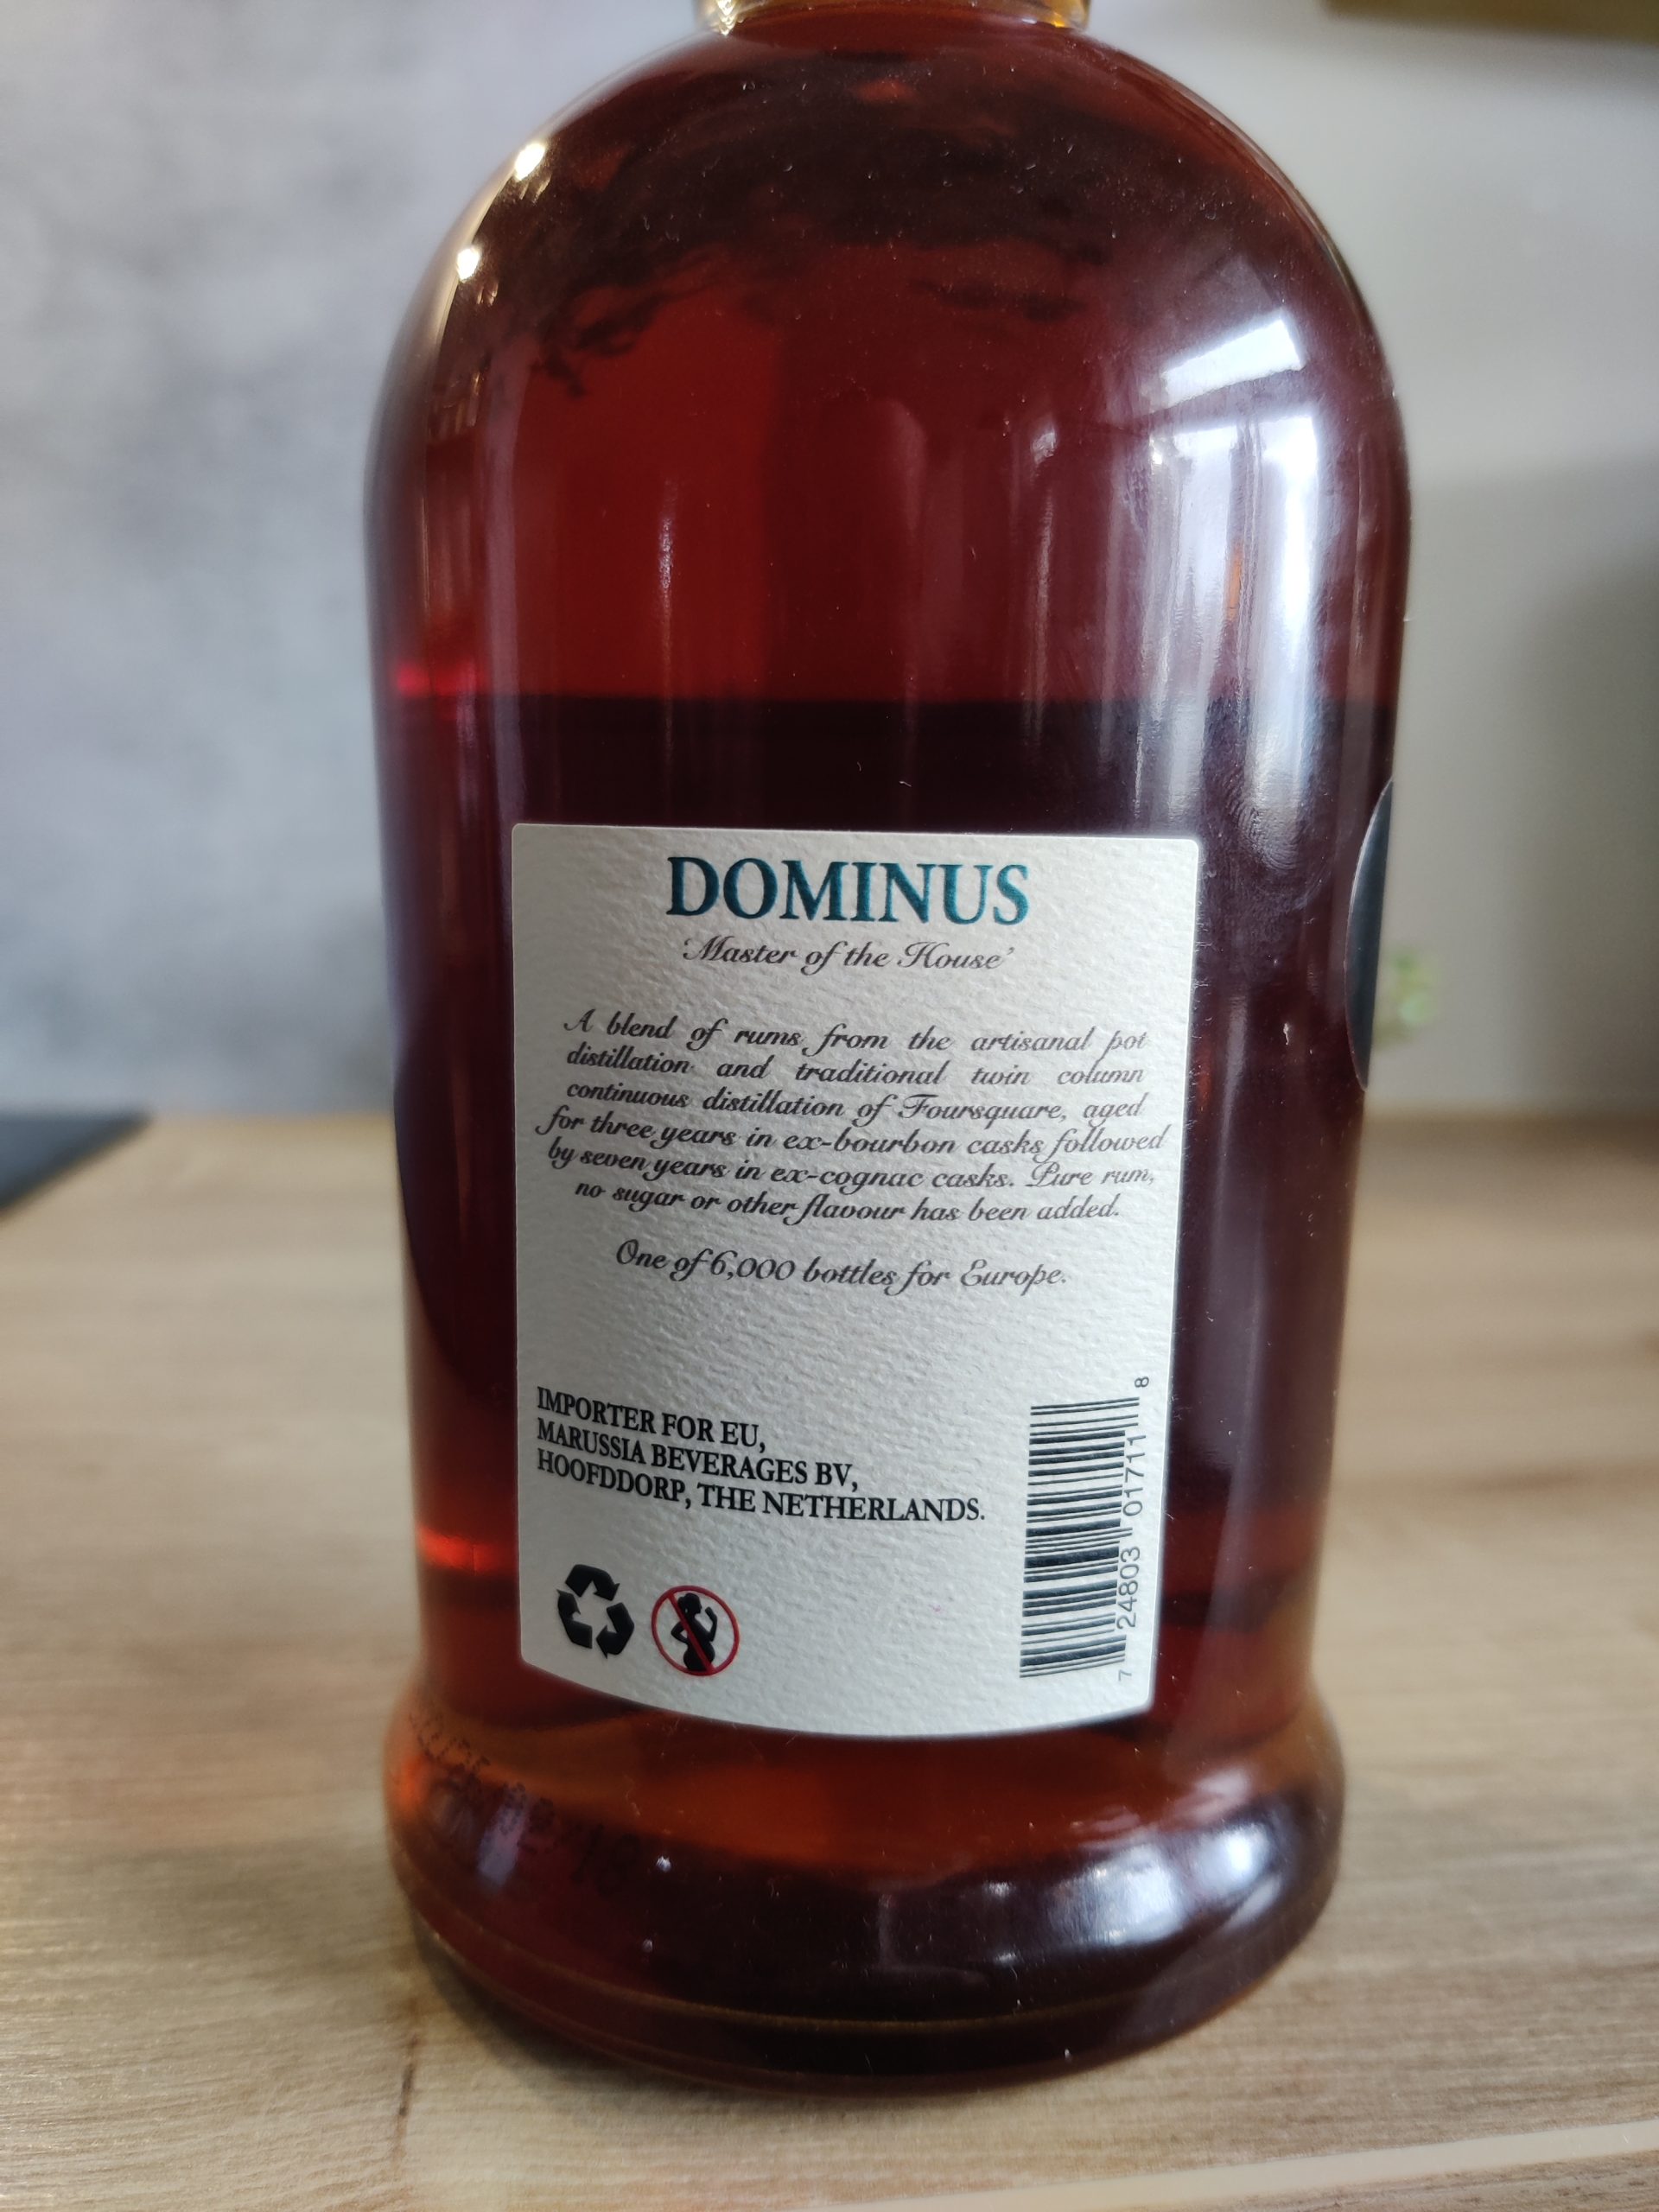 DOMINUS
'Master of the House'
A blend of rums from the artisanal pot
distillation and traditional twin column
continuous distillation of Foursquare, aged
for three years in ex-bourbon casks followed
by seven years in ex-cognac casks. Pure rum,
no sugar or other flavour has been added.
One of 6,000 bottles for Europe.
IMPORTER FOR EU,
MARUSSIA BEVERAGES BV,
HOOFDDORP, THE NETHERLANDS.
7 24803 01711 8